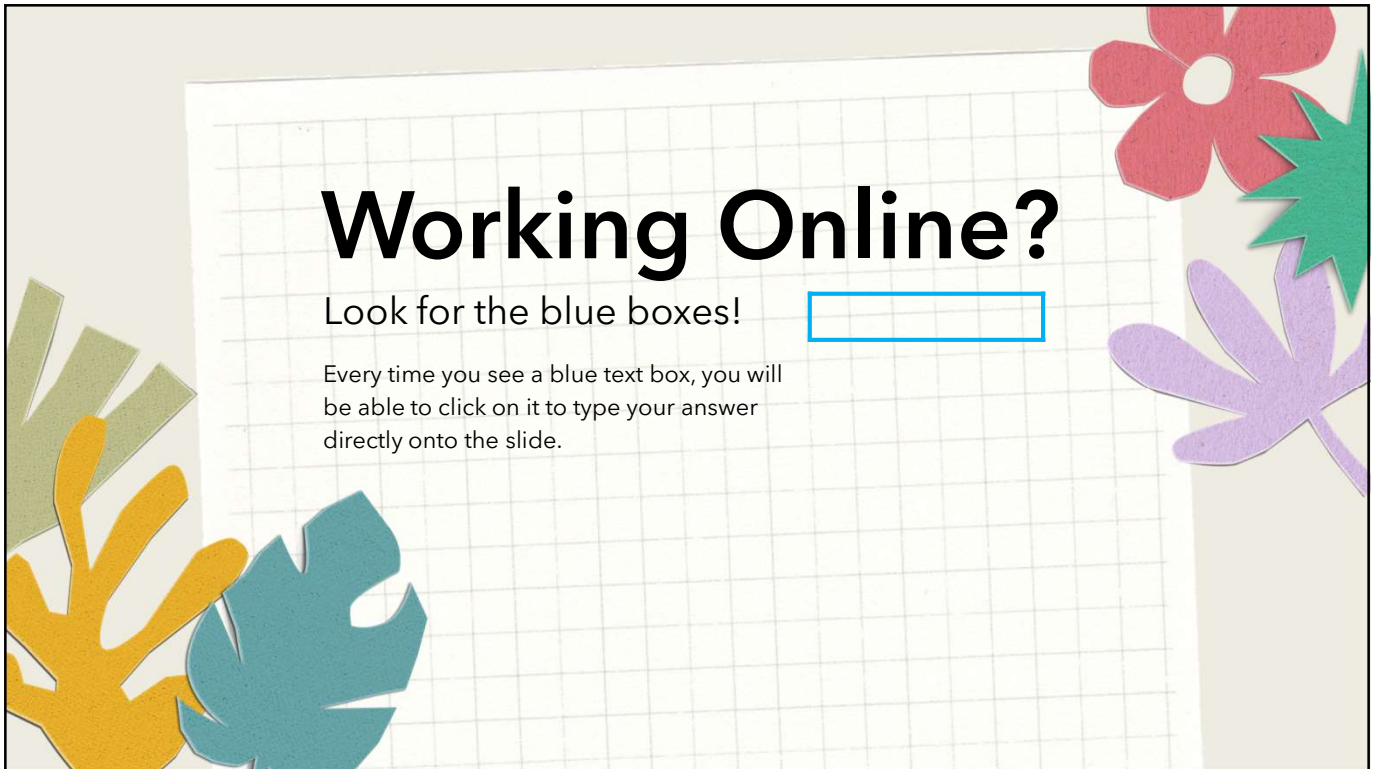 Working Online?
Look for the blue boxes!
Every time you see a blue text box, you will
be able to click on it to type your answer
directly onto the slide.